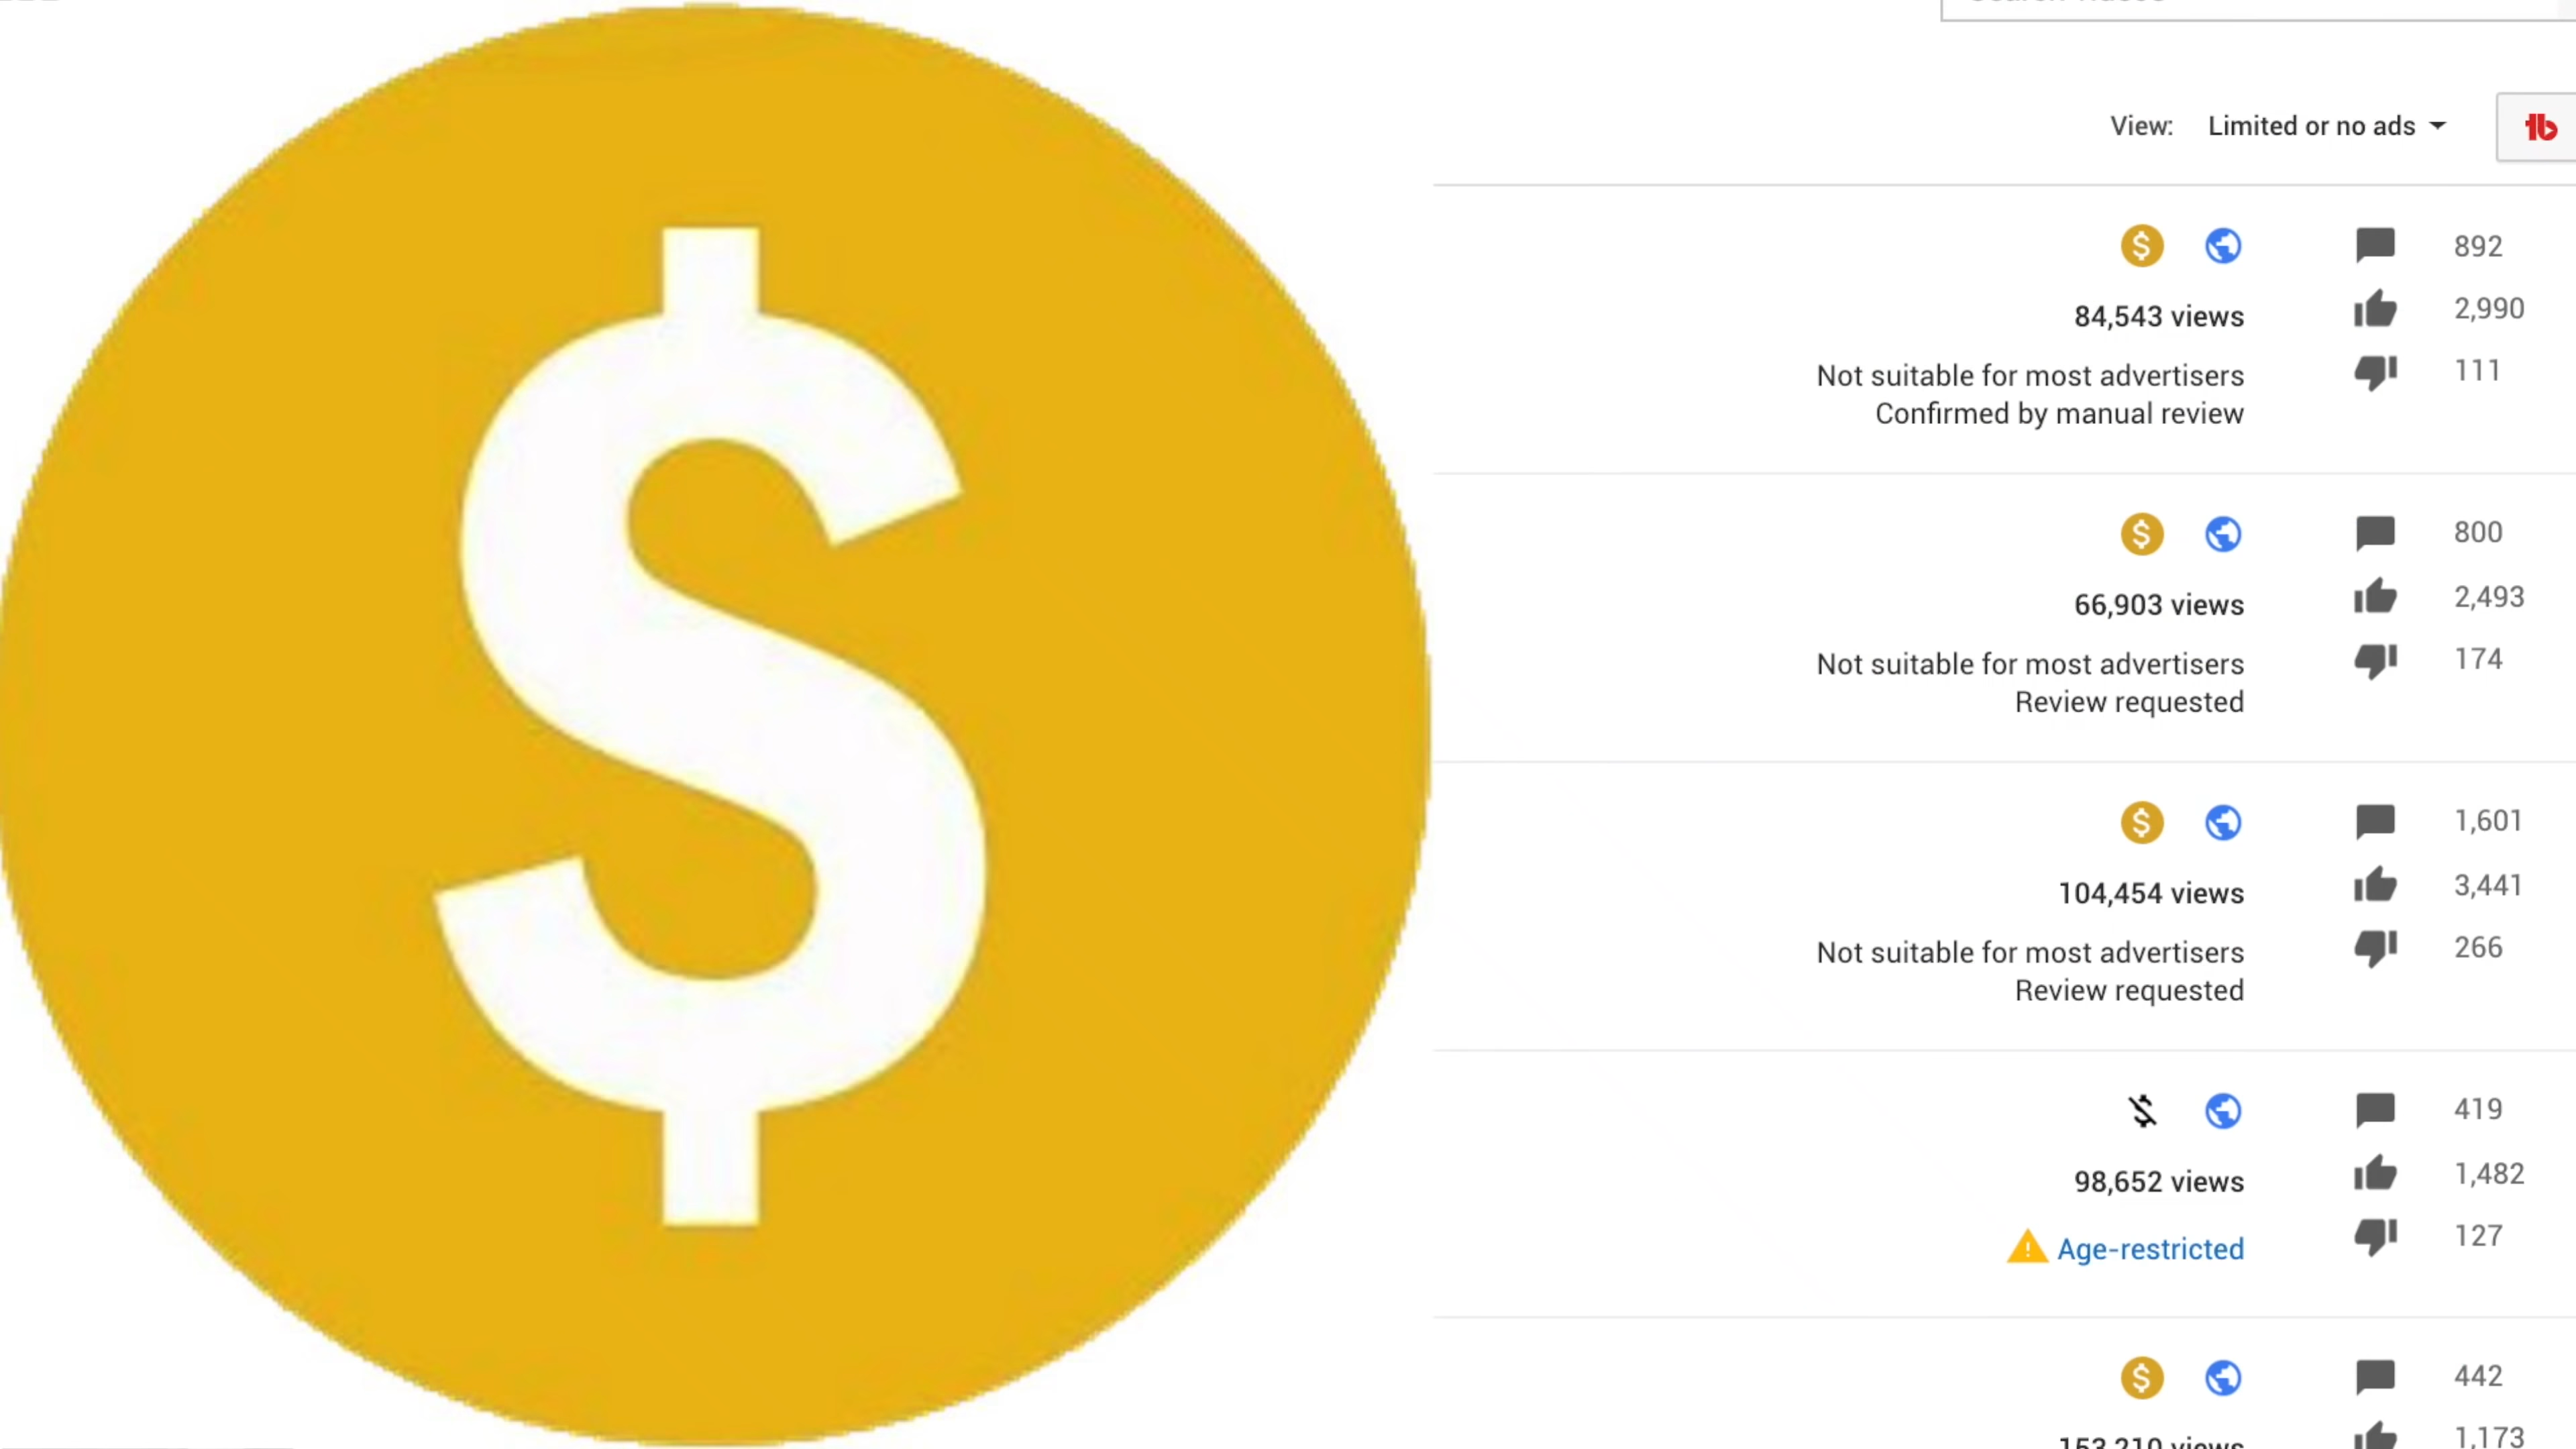 $
View: Limited or no ads
$ 892
84,543 views 2,990
Not suitable for most advertisers 111
Confirmed by manual review
$ 800
66,903 views 2,493
Not suitable for most advertisers 174
Review requested
$ 1,601
104,454 views 3,441
Not suitable for most advertisers 266
Review requested
419
98,652 views 1,482
Age-restricted 127
$ 442
153,210 views 1,173